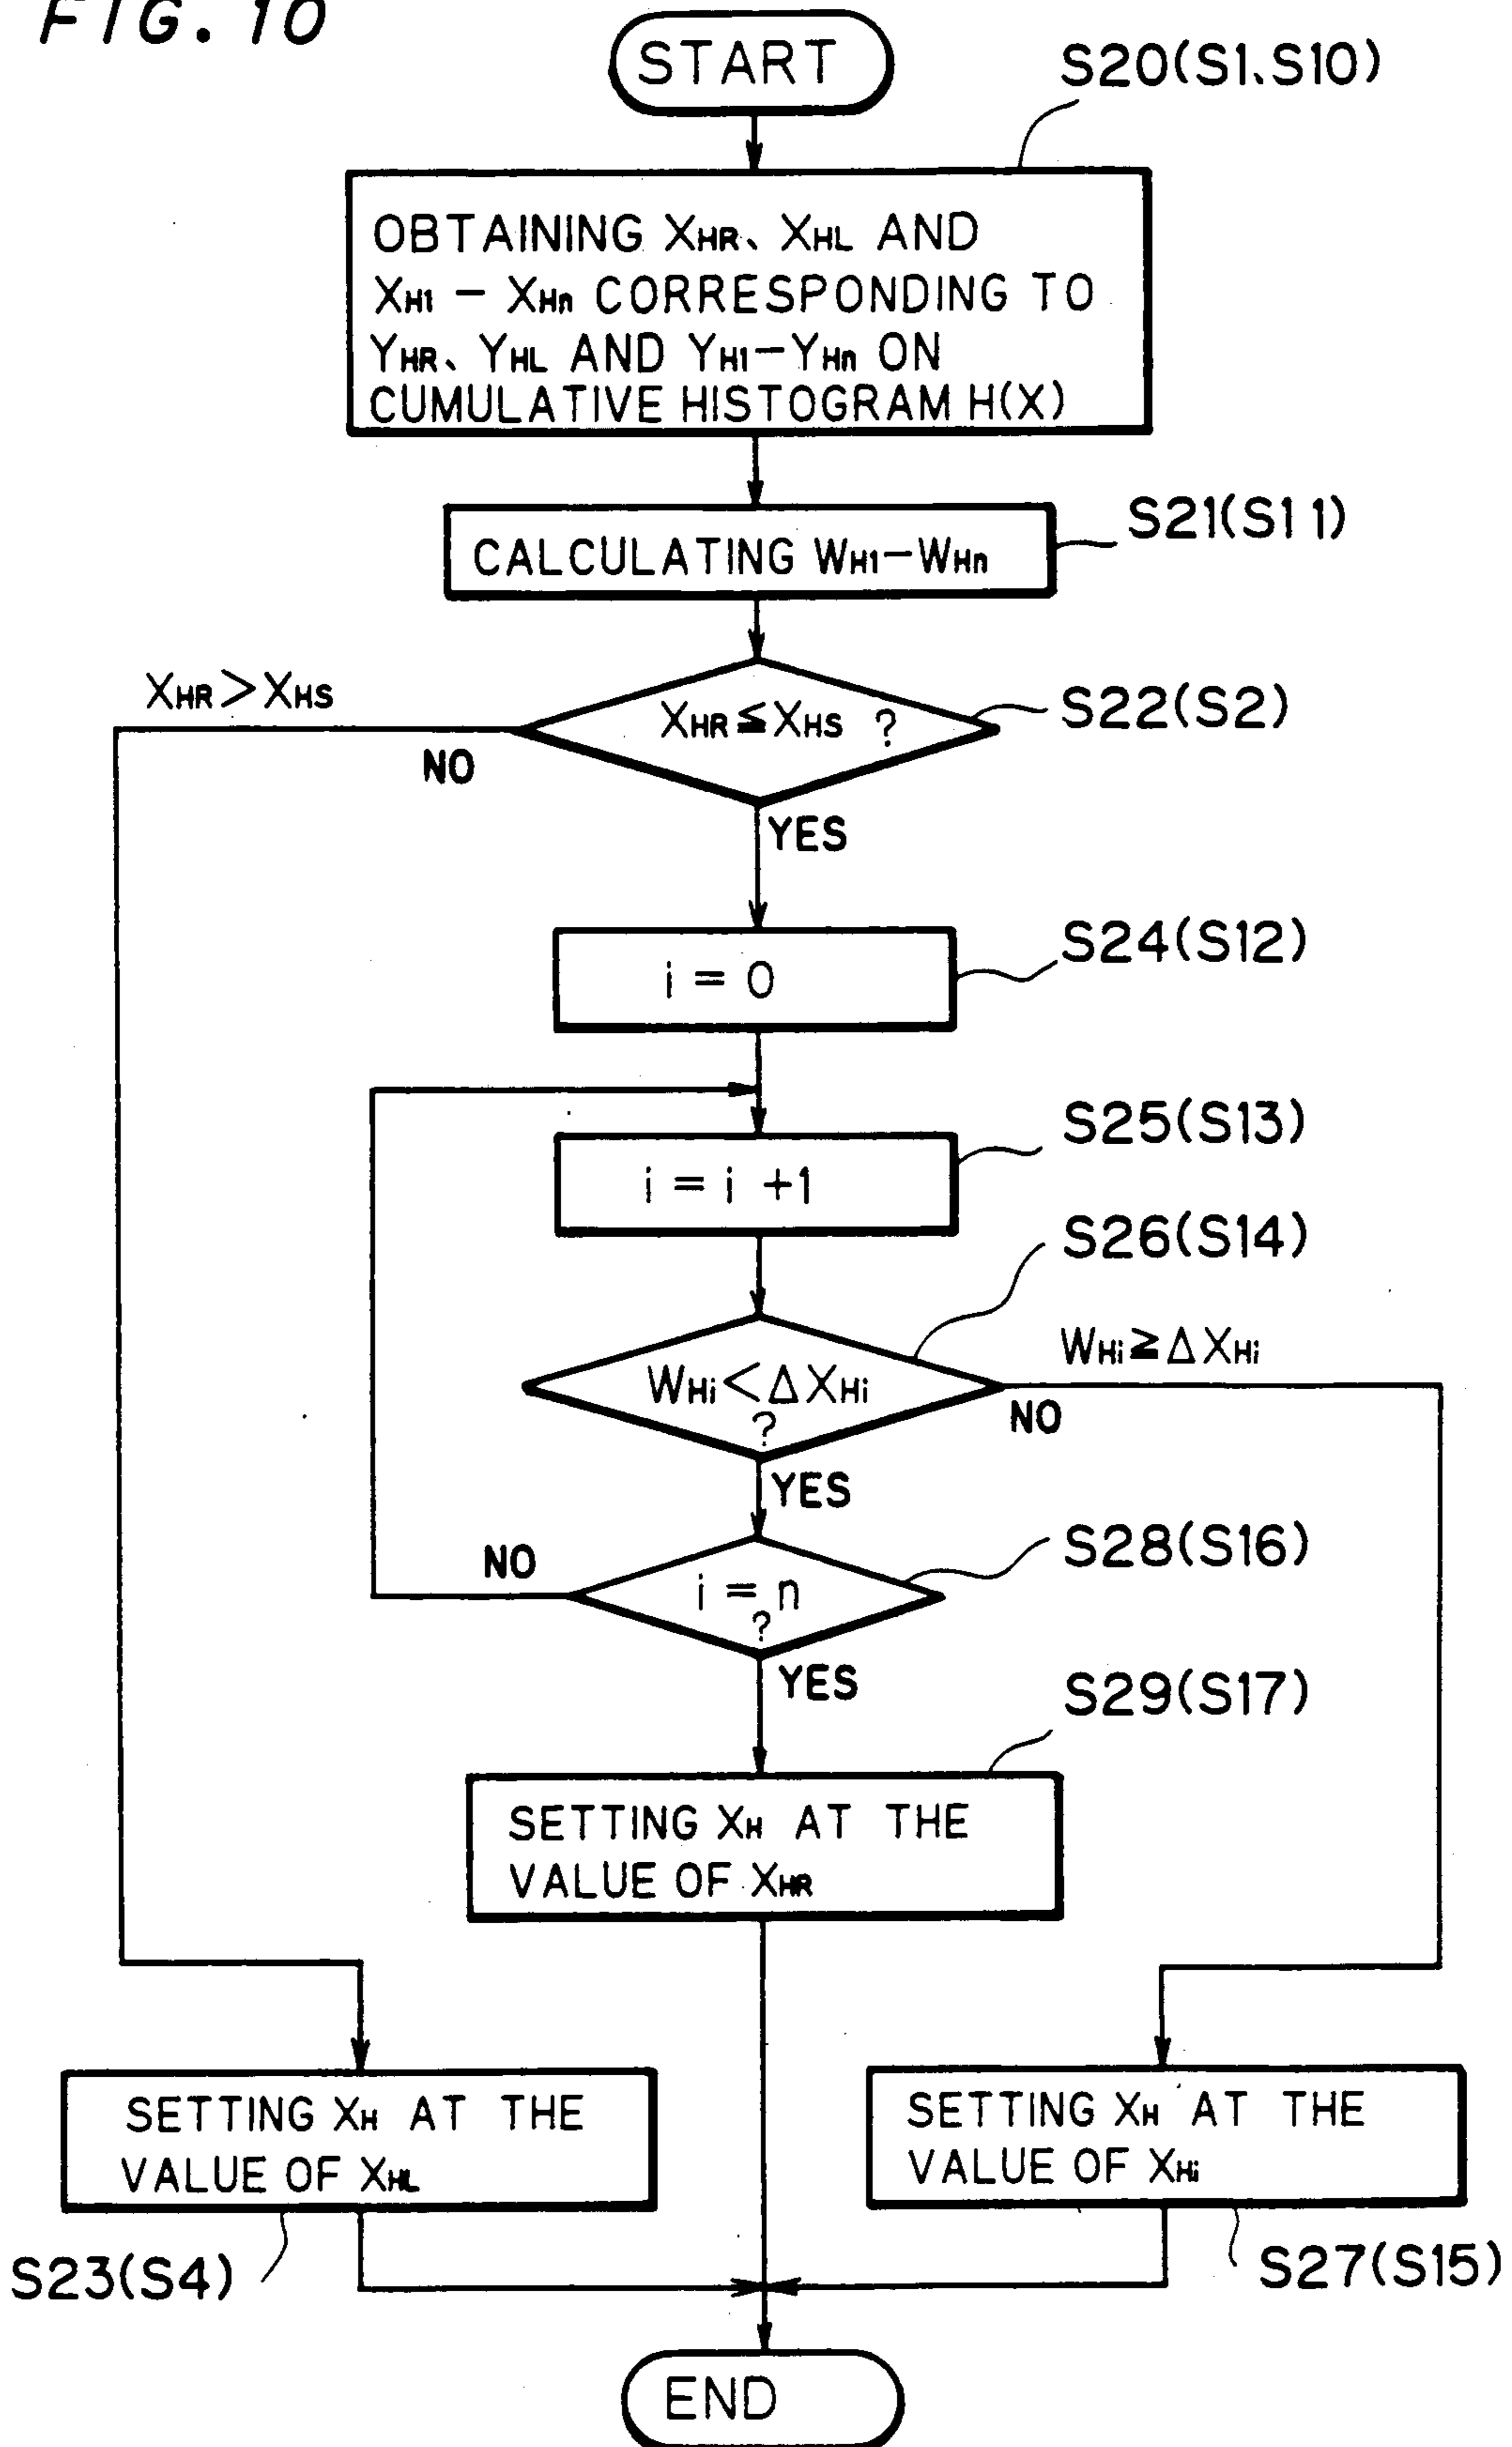 FIG. 10
START
S20(S1、S10)
OBTAINING XHR、XHL AND
XH1 – XHn CORRESPONDING TO
YHR、YHL AND YH1–YHn ON
CUMULATIVE HISTOGRAM H(X)
S21(S11)
CALCULATING WH1–WHn
XHR>XHS
XHR≦XHS ?
S22(S2)
NO
YES
S24(S12)
i = 0
S25(S13)
i = i +1
S26(S14)
WHi≧ΔXHi
WHi<ΔXHi
?
NO
YES
S28(S16)
NO
i = n
?
YES
S29(S17)
SETTING XH AT THE
VALUE OF XHR
SETTING XH AT THE
VALUE OF XHL
SETTING XH AT THE
VALUE OF XHi
S23(S4)
S27(S15)
END